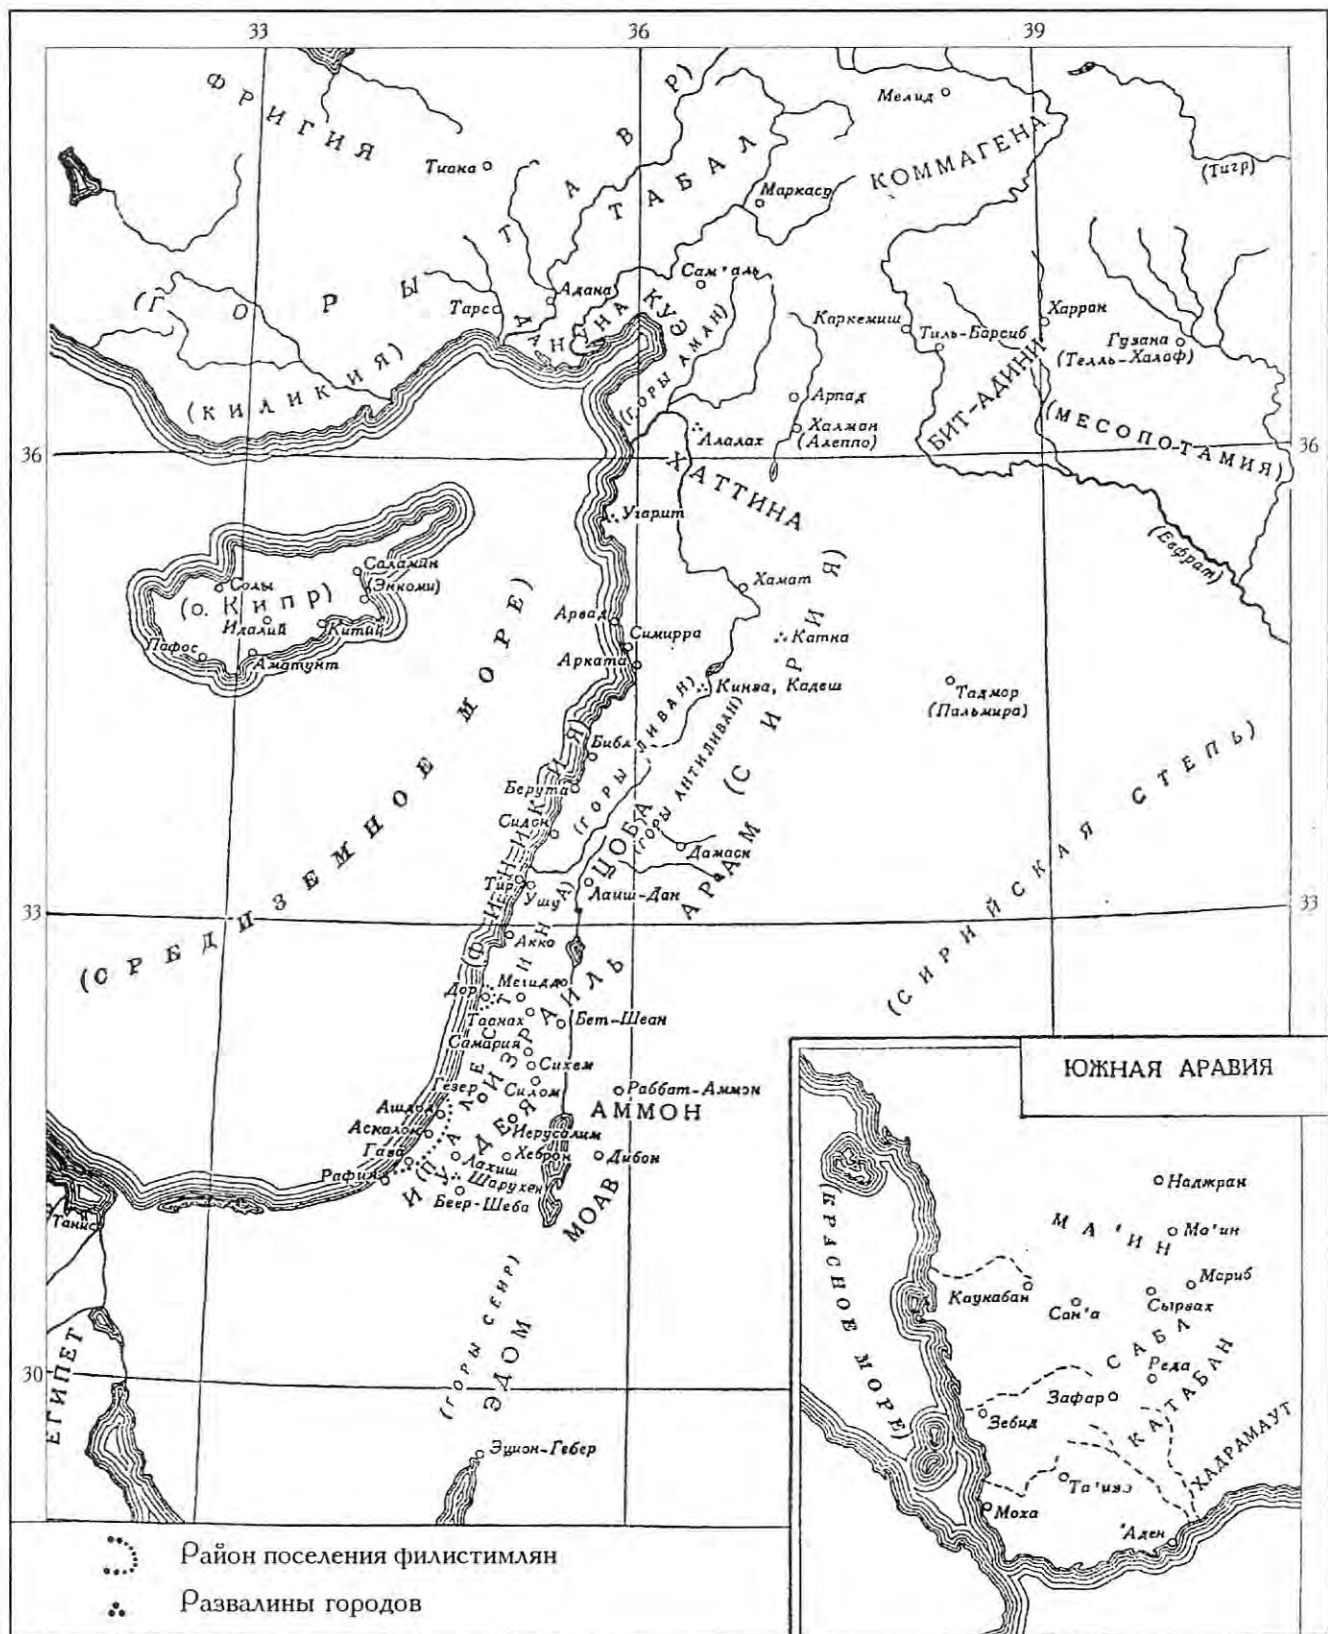 33
36
39
ФРИГИЯ
Тиана
(ГОРЫ ТАВР)
ТАБАЛ
Мелид
КОММАГЕНА
(Тигр)
Маркасу
Сам'аль
Адана
Тарс
ДАНУНА
КУЭ
(ГОРЫ АМАН)
(КИЛИКИЯ)
Каркемиш
Тиль-Барсиб
Харран
Гузана
(Телль-Халаф)
БИТ-АДИНИ
(МЕСОПОТАМИЯ)
Арпад
Халман
(Алеппо)
Алалах
36
36
ХАТТИНА
Угарит
(Евфрат)
Саламин
(Энкоми)
Солы
(о. КИПР)
Идалий
Китий
Пафос
Аматунт
Хамат
Арвад
Симирра
Арката
Катна
Кинза, Кадеш
Тадмор
(Пальмира)
(СРЕДИЗЕМНОЕ МОРЕ)
(СИРИЯ)
(СИРИЙСКАЯ СТЕПЬ)
Библ
Берута
Сидон
(ГОРЫ ЛИВАН)
(ГОРЫ АНТИЛИВАН)
ЦОБА
Дамаск
АРАМ
(ФИНИКИЯ
Тир
Ушу
Лаиш-Дан
33
33
Акко
Дор
Мегиддо
Таанах
Бет-Шеан
Самария
Сихем
Силом
ИЗРАИЛЬ
(ПАЛЕСТИНА)
Гезер
Раббат-Аммон
АММОН
Ашдод
Аскалон
Газа
Рафия
Иерусалим
Хеброн
Дибон
Лахиш
Шарухен
Беер-Шеба
ИУДЕЯ
МОАВ
Танис
ЕГИПЕТ
30
(ГОРЫ СЕИР)
ЭДОМ
Эцион-Гебер
ЮЖНАЯ АРАВИЯ
(КРАСНОЕ МОРЕ)
Наджран
МА'ИН
Ма'ин
Каукабан
Сан'а
Сырвах
Мариб
САБА
Реда
Зафар
Зебид
КАТАБАН
ХАДРАМАУТ
Та'изз
Моха
'Аден
Район поселения филистимлян
Развалины городов